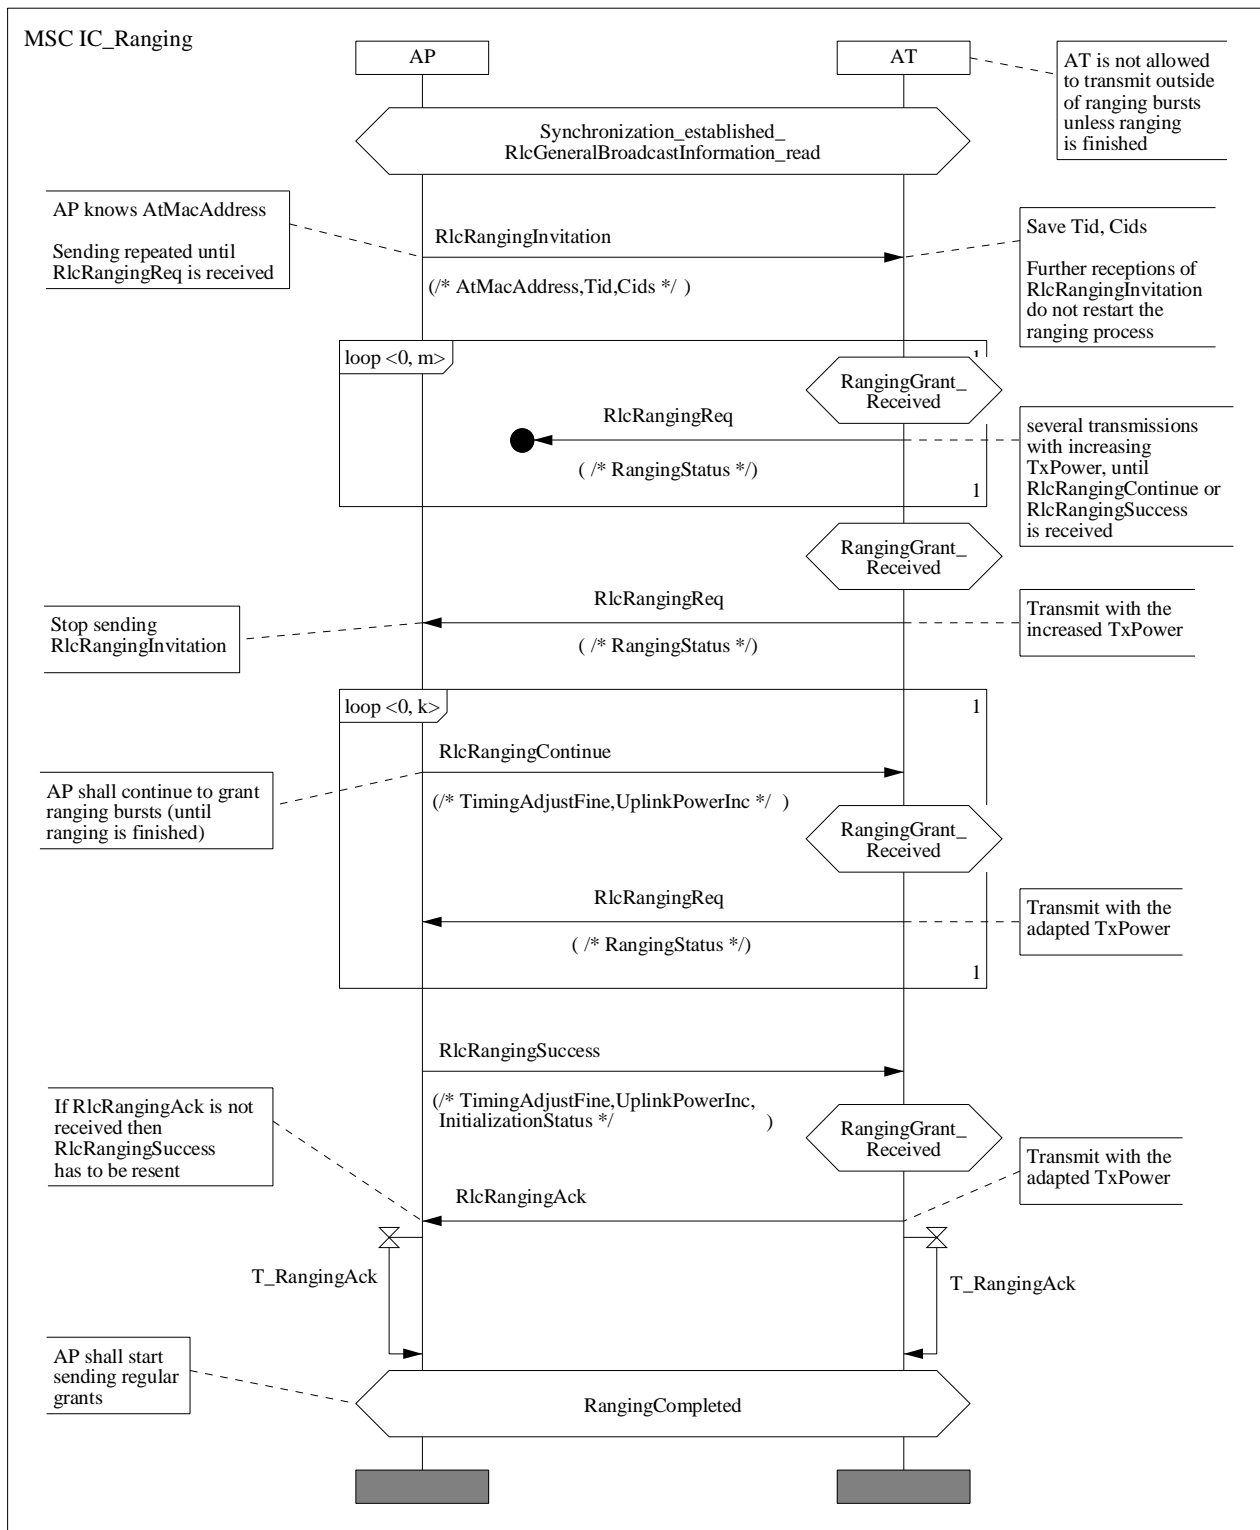 MSC IC_Ranging
AP
AT
AT is not allowed
to transmit outside
of ranging bursts
unless ranging
is finished
Synchronization_established_
RlcGeneralBroadcastInformation_read
AP knows AtMacAddress
Sending repeated until
RlcRangingReq is received
RlcRangingInvitation
(/* AtMacAddress,Tid,Cids */ )
Save Tid, Cids
Further receptions of
RlcRangingInvitation
do not restart the
ranging process
loop <0, m>
1
RangingGrant_
Received
RlcRangingReq
( /* RangingStatus */)
1
several transmissions
with increasing
TxPower, until
RlcRangingContinue or
RlcRangingSuccess
is received
RangingGrant_
Received
RlcRangingReq
( /* RangingStatus */)
Stop sending
RlcRangingInvitation
Transmit with the
increased TxPower
loop <0, k>
1
RlcRangingContinue
(/* TimingAdjustFine,UplinkPowerInc */ )
AP shall continue to grant
ranging bursts (until
ranging is finished)
RangingGrant_
Received
RlcRangingReq
( /* RangingStatus */)
Transmit with the
adapted TxPower
1
RlcRangingSuccess
(/* TimingAdjustFine,UplinkPowerInc,
InitializationStatus */ )
If RlcRangingAck is not
received then
RlcRangingSuccess
has to be resent
RangingGrant_
Received
Transmit with the
adapted TxPower
RlcRangingAck
T_RangingAck
T_RangingAck
AP shall start
sending regular
grants
RangingCompleted